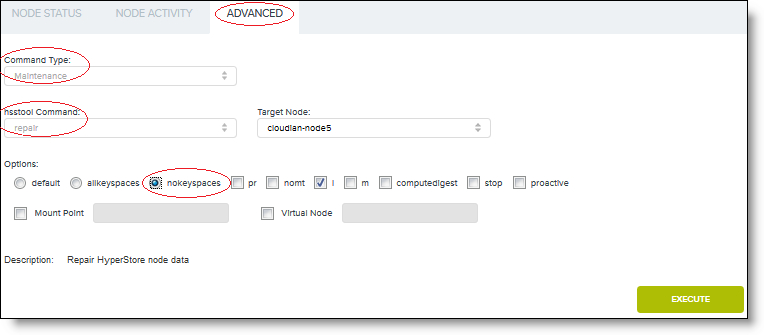 NODE STATUS NODE ACTIVITY ADVANCED
Command Type:
Maintenance
hsstool Command: Target Node:
repair cloudian-node5
Options:
default allkeyspaces nokeyspaces pr nomt l m computedigest stop proactive
Mount Point Virtual Node
Description: Repair HyperStore node data
EXECUTE